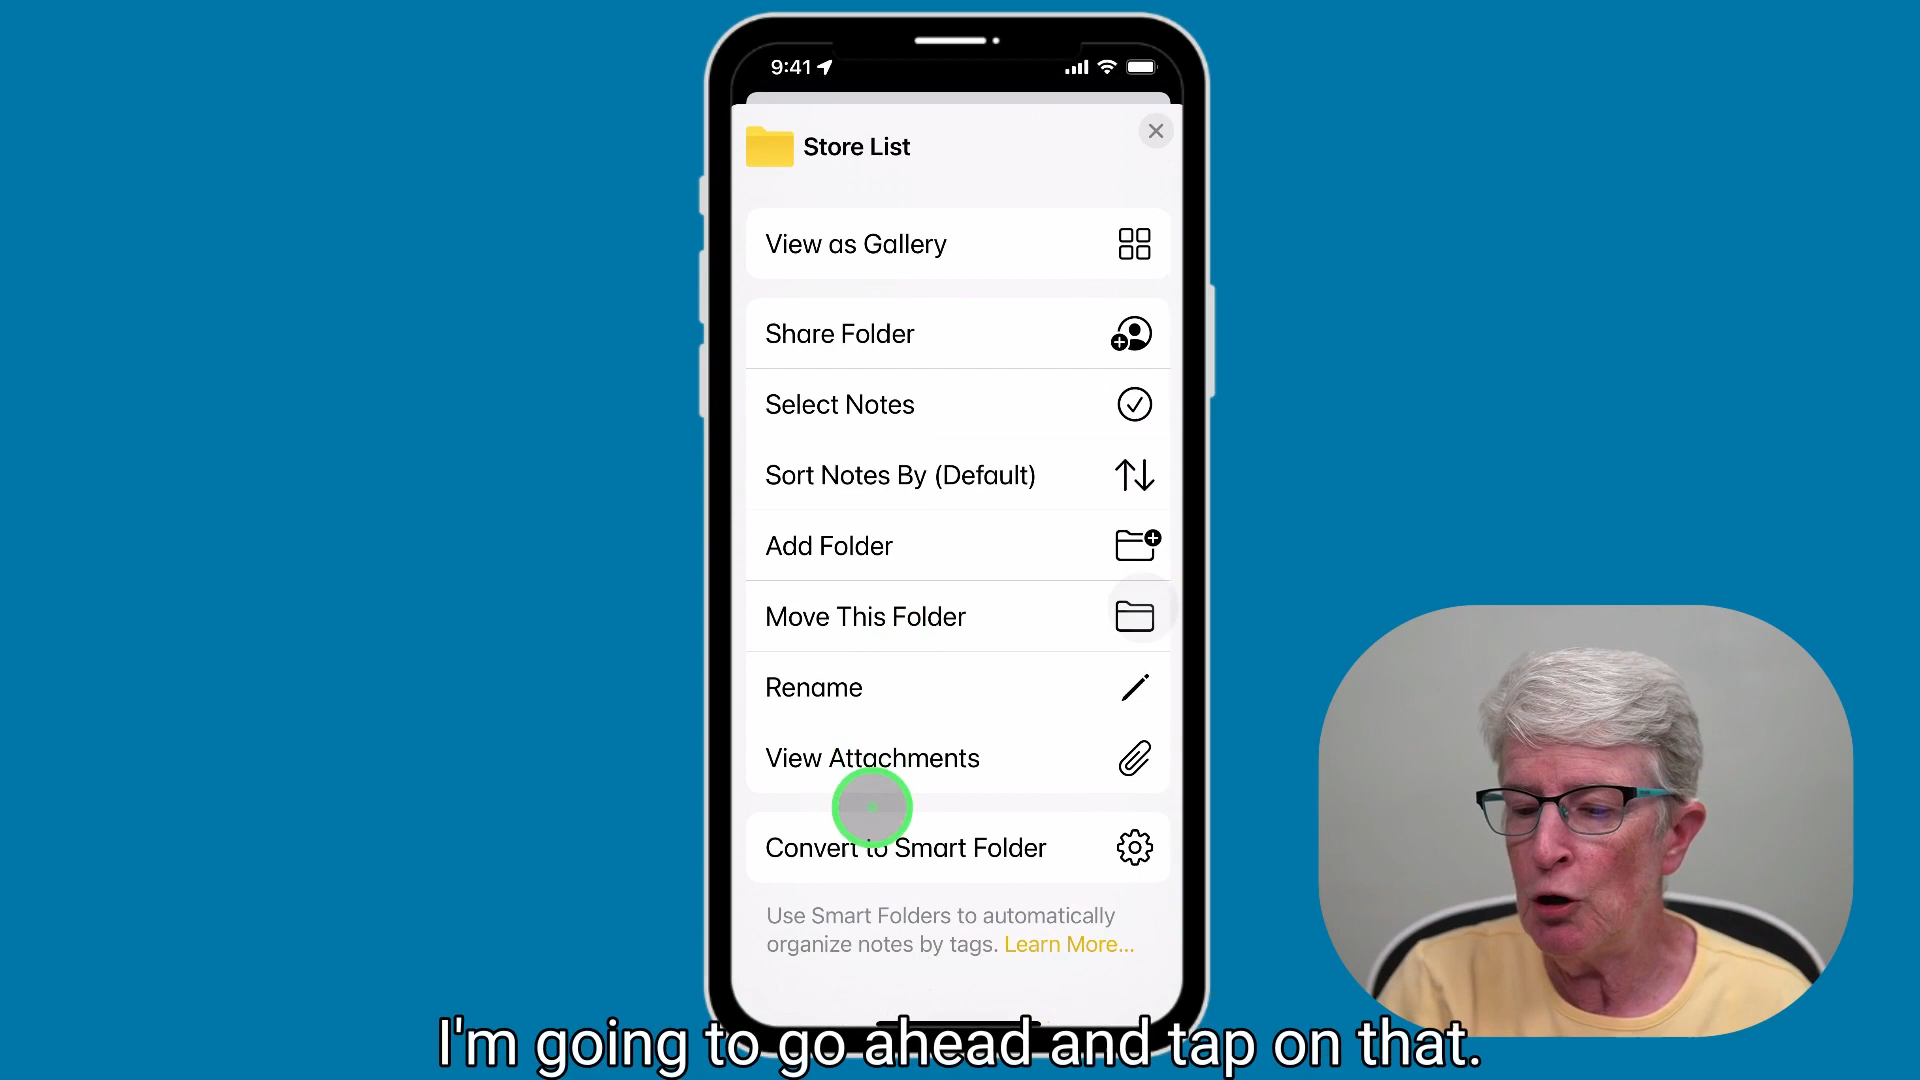 9:41
Store List
View as Gallery
Share Folder
Select Notes
Sort Notes By (Default)
Add Folder
Move This Folder
Rename
View Attachments
Convert to Smart Folder
Use Smart Folders to automatically
organize notes by tags. Learn More...
I'm going to go ahead and tap on that.